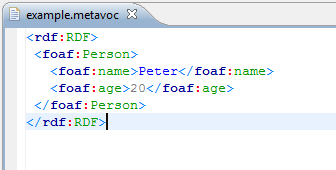 example.metavoc
<rdf:RDF>
<foaf:Person>
<foaf:name>Peter</foaf:name>
<foaf:age>20</foaf:age>
</foaf:Person>
</rdf:RDF>